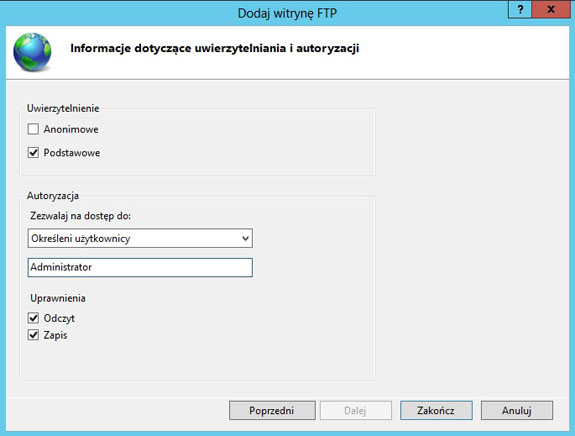 Dodaj witrynę FTP
?
X
Informacje dotyczące uwierzytelniania i autoryzacji
Uwierzytelnienie
Anonimowe
Podstawowe
Autoryzacja
Zezwalaj na dostęp do:
Określeni użytkownicy
Administrator
Uprawnienia
Odczyt
Zapis
Poprzedni
Dalej
Zakończ
Anuluj